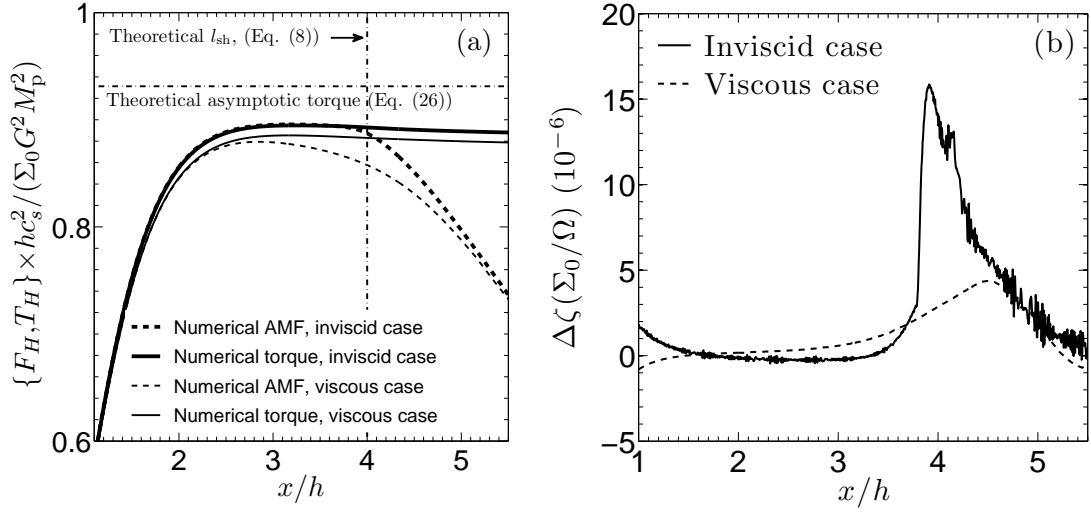 1
0.8
0.6
2
3
4
5
x/h
{F_H,T_H}×hc_s^2/(Σ_0G^2M_p^2)
Theoretical l_sh, (Eq. (8))
(a)
Theoretical asymptotic torque (Eq. (26))
Numerical AMF, inviscid case
Numerical torque, inviscid case
Numerical AMF, viscous case
Numerical torque, viscous case
20
15
10
5
0
−5
1
2
3
4
5
x/h
Δζ(Σ_0/Ω) (10^−6)
Inviscid case
(b)
Viscous case